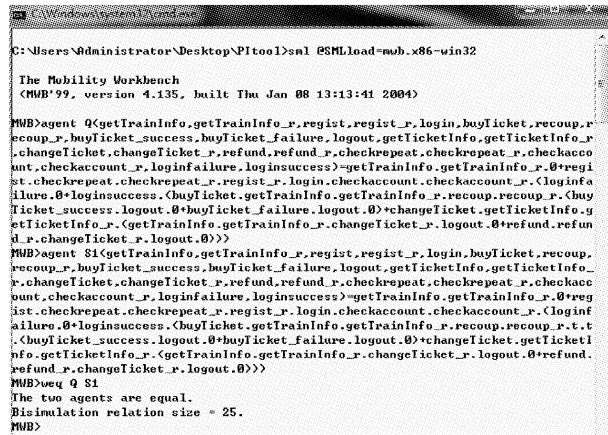 C:\Windows\system32\cmd.exe
C:\Users\Administrator\Desktop\PItool>sml @SMLload=mwb.x86-win32
The Mobility Workbench
(MWB'99, version 4.135, built Thu Jan 08 13:13:41 2004)
MWB>agent Q(getTrainInfo,getTrainInfo_r,regist,regist_r,login,buyTicket,recoup,r
ecoup_r,buyTicket_success,buyTicket_failure,logout,getTicketInfo,getTicketInfo_r
,changeTicket,changeTicket_r,refund,refund_r,checkrepeat,checkrepeat_r,checkacco
unt,checkaccount_r,loginfailure,loginsuccess)=getTrainInfo.getTrainInfo_r.0+regi
st.checkrepeat.checkrepeat_r.regist_r.login.checkaccount.checkaccount_r.(loginfa
ilure.0+loginsuccess.(buyTicket.getTrainInfo.getTrainInfo_r.recoup.recoup_r.(buy
Ticket_success.logout.0+buyTicket_failure.logout.0)+changeTicket.getTicketInfo.g
etTicketInfo_r.(getTrainInfo.getTrainInfo_r.changeTicket_r.logout.0+refund.refun
d_r.changeTicket_r.logout.0)))
MWB>agent S1(getTrainInfo,getTrainInfo_r,regist,regist_r,login,buyTicket,recoup,
recoup_r,buyTicket_success,buyTicket_failure,logout,getTicketInfo,getTicketInfo_
r,changeTicket,changeTicket_r,refund,refund_r,checkrepeat,checkrepeat_r,checkacc
ount,checkaccount_r,loginfailure,loginsuccess)=getTrainInfo.getTrainInfo_r.0+reg
ist.checkrepeat.checkrepeat_r.regist_r.login.checkaccount.checkaccount_r.(loginf
ailure.0+loginsuccess.(buyTicket.getTrainInfo.getTrainInfo_r.recoup.recoup_r.t.t
.(buyTicket_success.logout.0+buyTicket_failure.logout.0)+changeTicket.getTicketI
nfo.getTicketInfo_r.(getTrainInfo.getTrainInfo_r.changeTicket_r.logout.0+refund.
refund_r.changeTicket_r.logout.0)))
MWB>weq Q S1
The two agents are equal.
Bisimulation relation size = 25.
MWB>